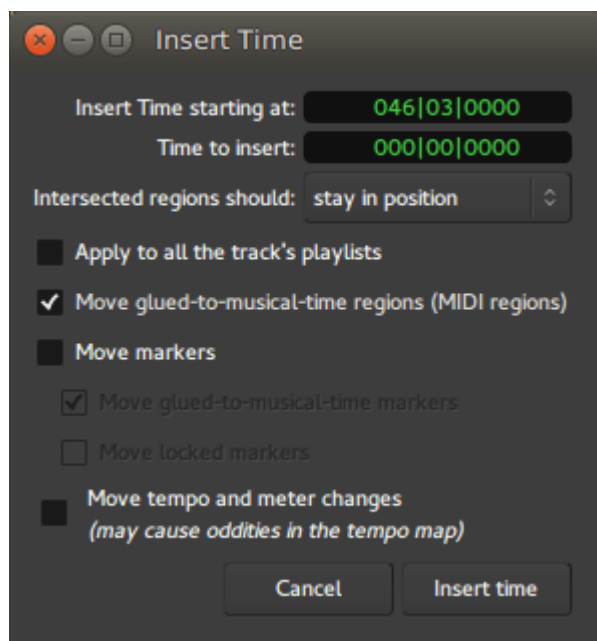 Insert Time
Insert Time starting at: 046|03|0000
Time to insert: 000|00|0000
Intersected regions should: stay in position
Apply to all the track's playlists
Move glued-to-musical-time regions (MIDI regions)
Move markers
Move glued-to-musical-time markers
Move locked markers
Move tempo and meter changes
(may cause oddities in the tempo map)
Cancel Insert time